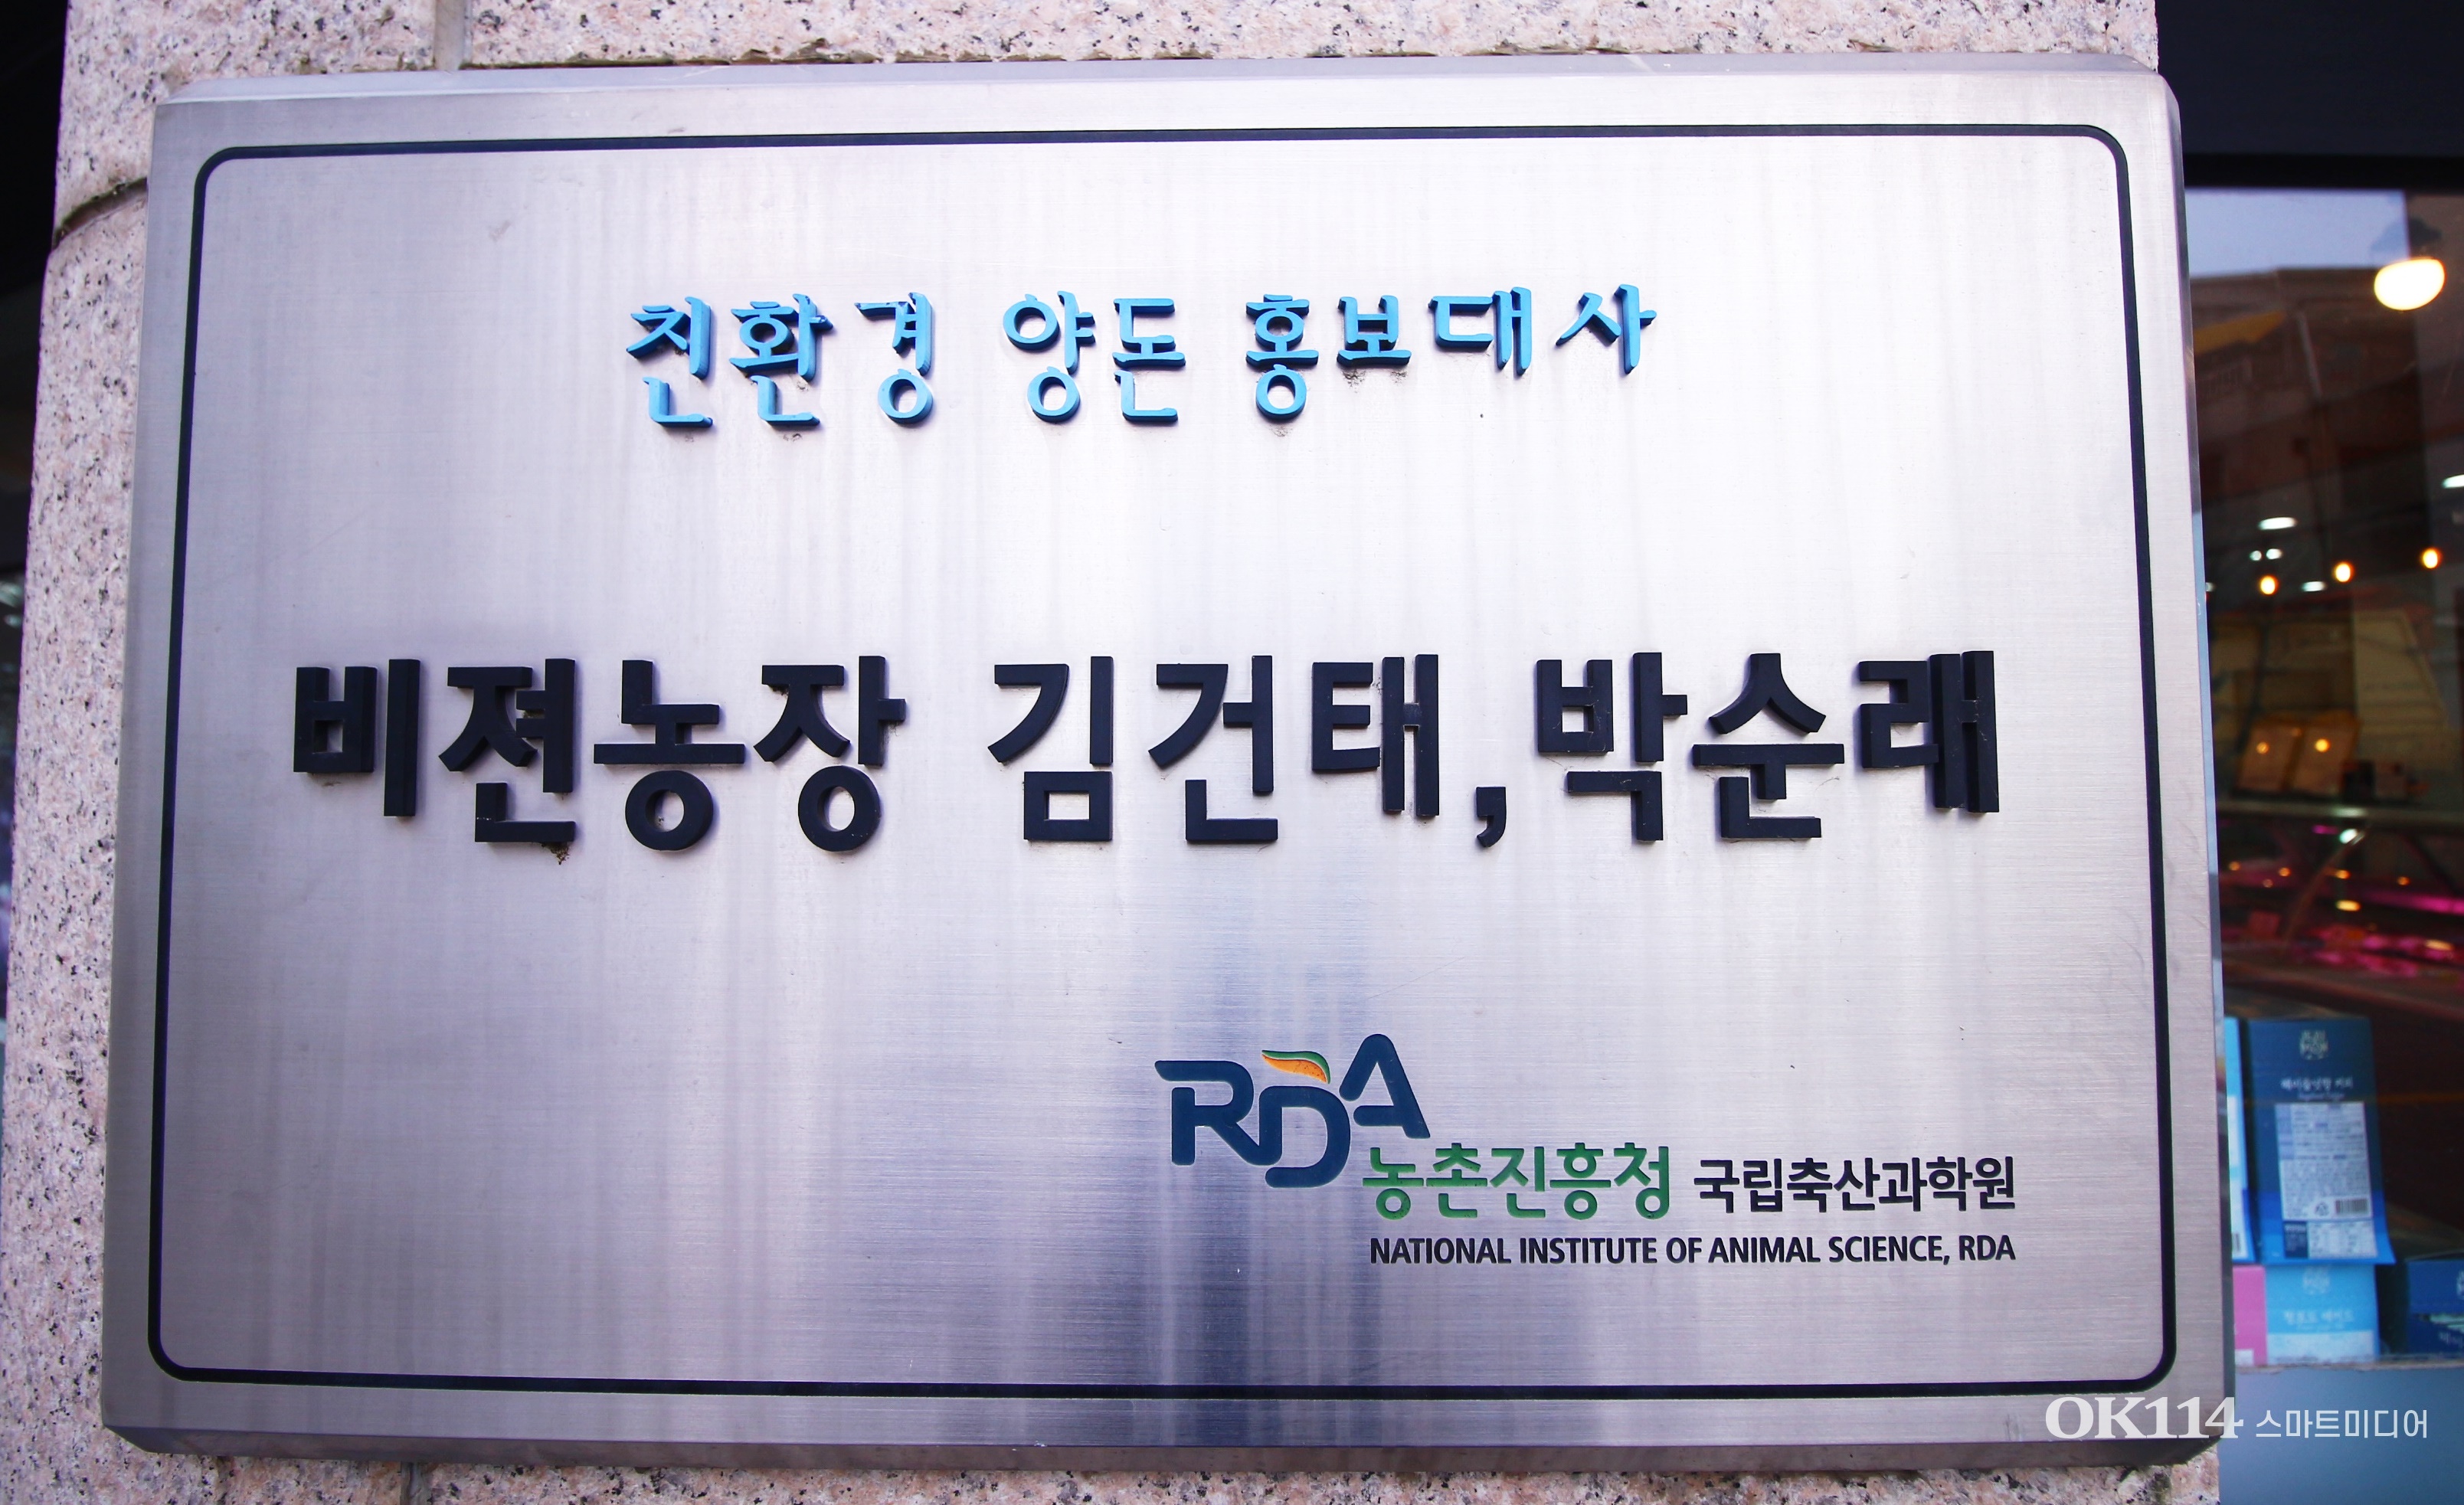 친환경 양돈 홍보대사
비젼농장 김건태,박순래
RDA
농촌진흥청 국립축산과학원
NATIONAL INSTITUTE OF ANIMAL SCIENCE, RDA
OK114 스마트미디어